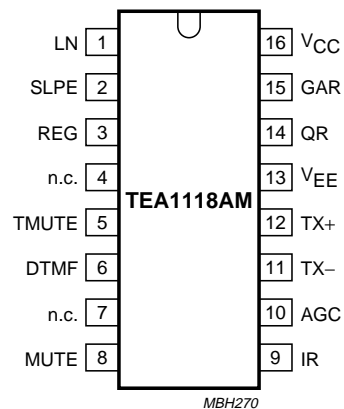 LN 1 16 VCC
SLPE 2 15 GAR
REG 3 14 QR
n.c. 4 13 VEE
TEA1118AM
TMUTE 5 12 TX+
DTMF 6 11 TX−
n.c. 7 10 AGC
MUTE 8 9 IR
MBH270